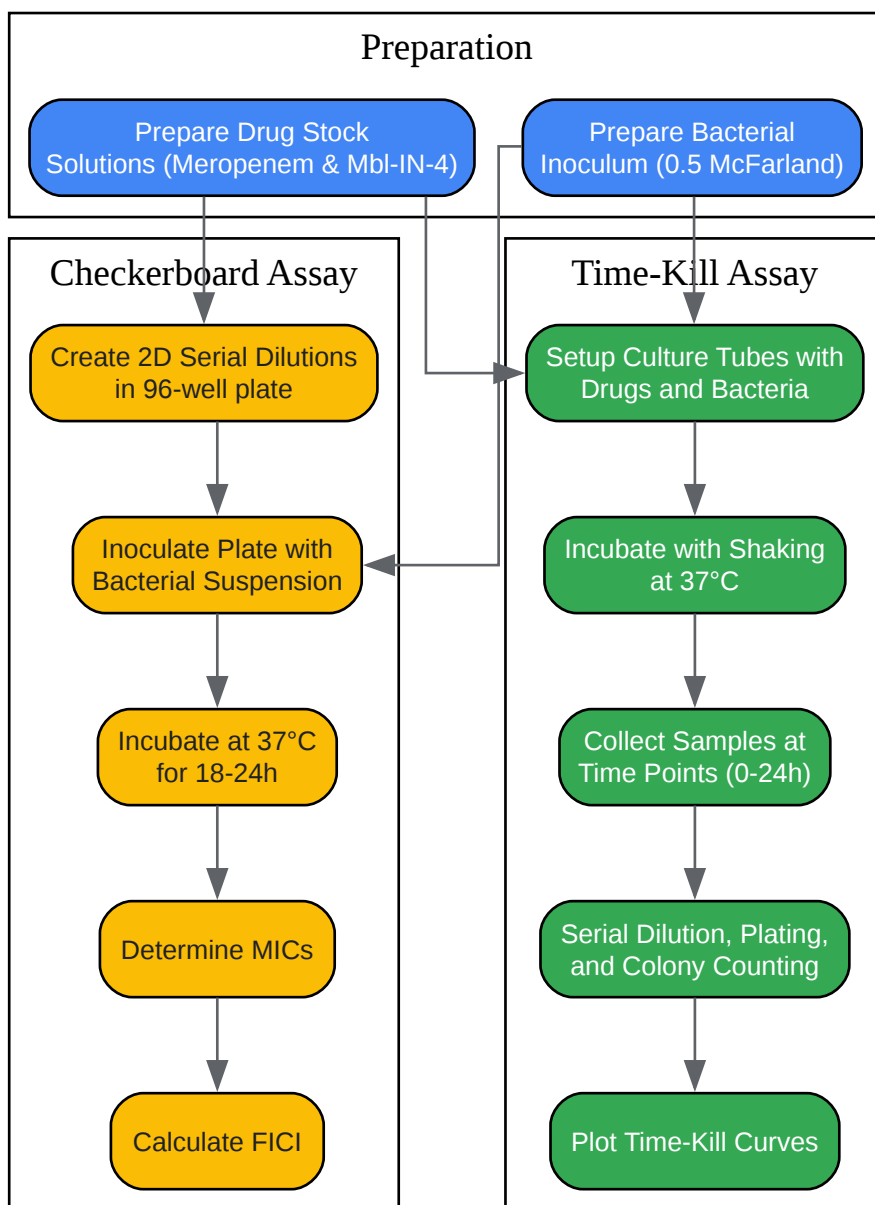 Preparation
Prepare Drug Stock
Solutions (Meropenem & Mbl-IN-4)
Prepare Bacterial
Inoculum (0.5 McFarland)
Checkerboard Assay
Create 2D Serial Dilutions
in 96-well plate
Inoculate Plate with
Bacterial Suspension
Incubate at 37°C
for 18-24h
Determine MICs
Calculate FICI
Time-Kill Assay
Setup Culture Tubes with
Drugs and Bacteria
Incubate with Shaking
at 37°C
Collect Samples at
Time Points (0-24h)
Serial Dilution, Plating,
and Colony Counting
Plot Time-Kill Curves